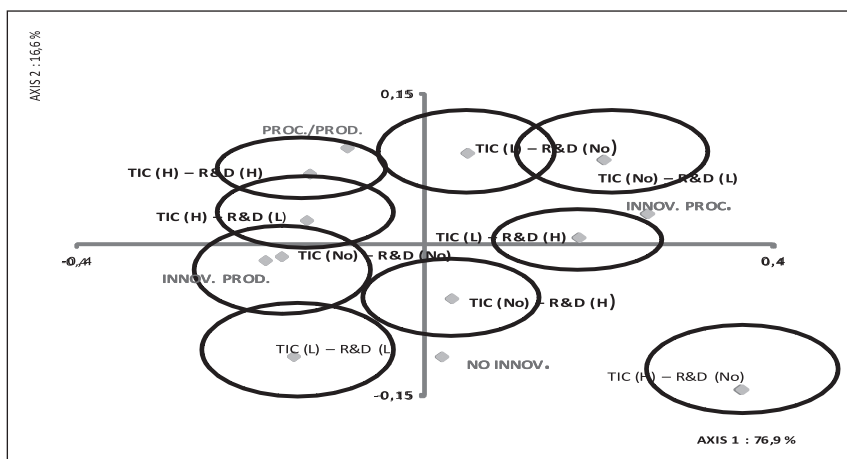 AXIS 2 : 16,6 %
0,15
PROC./PROD.
TIC (L) – R&D (No)
TIC (H) – R&D (H)
TIC (No) – R&D (L)
INNOV. PROC.
TIC (H) – R&D (L)
TIC (L) – R&D (H)
-0,4
0,4
TIC (No) – R&D (No)
INNOV. PROD.
TIC (No) – R&D (H)
TIC (L) – R&D (L
NO INNOV.
TIC (H) – R&D (No)
-0,15
AXIS 1 : 76,9 %